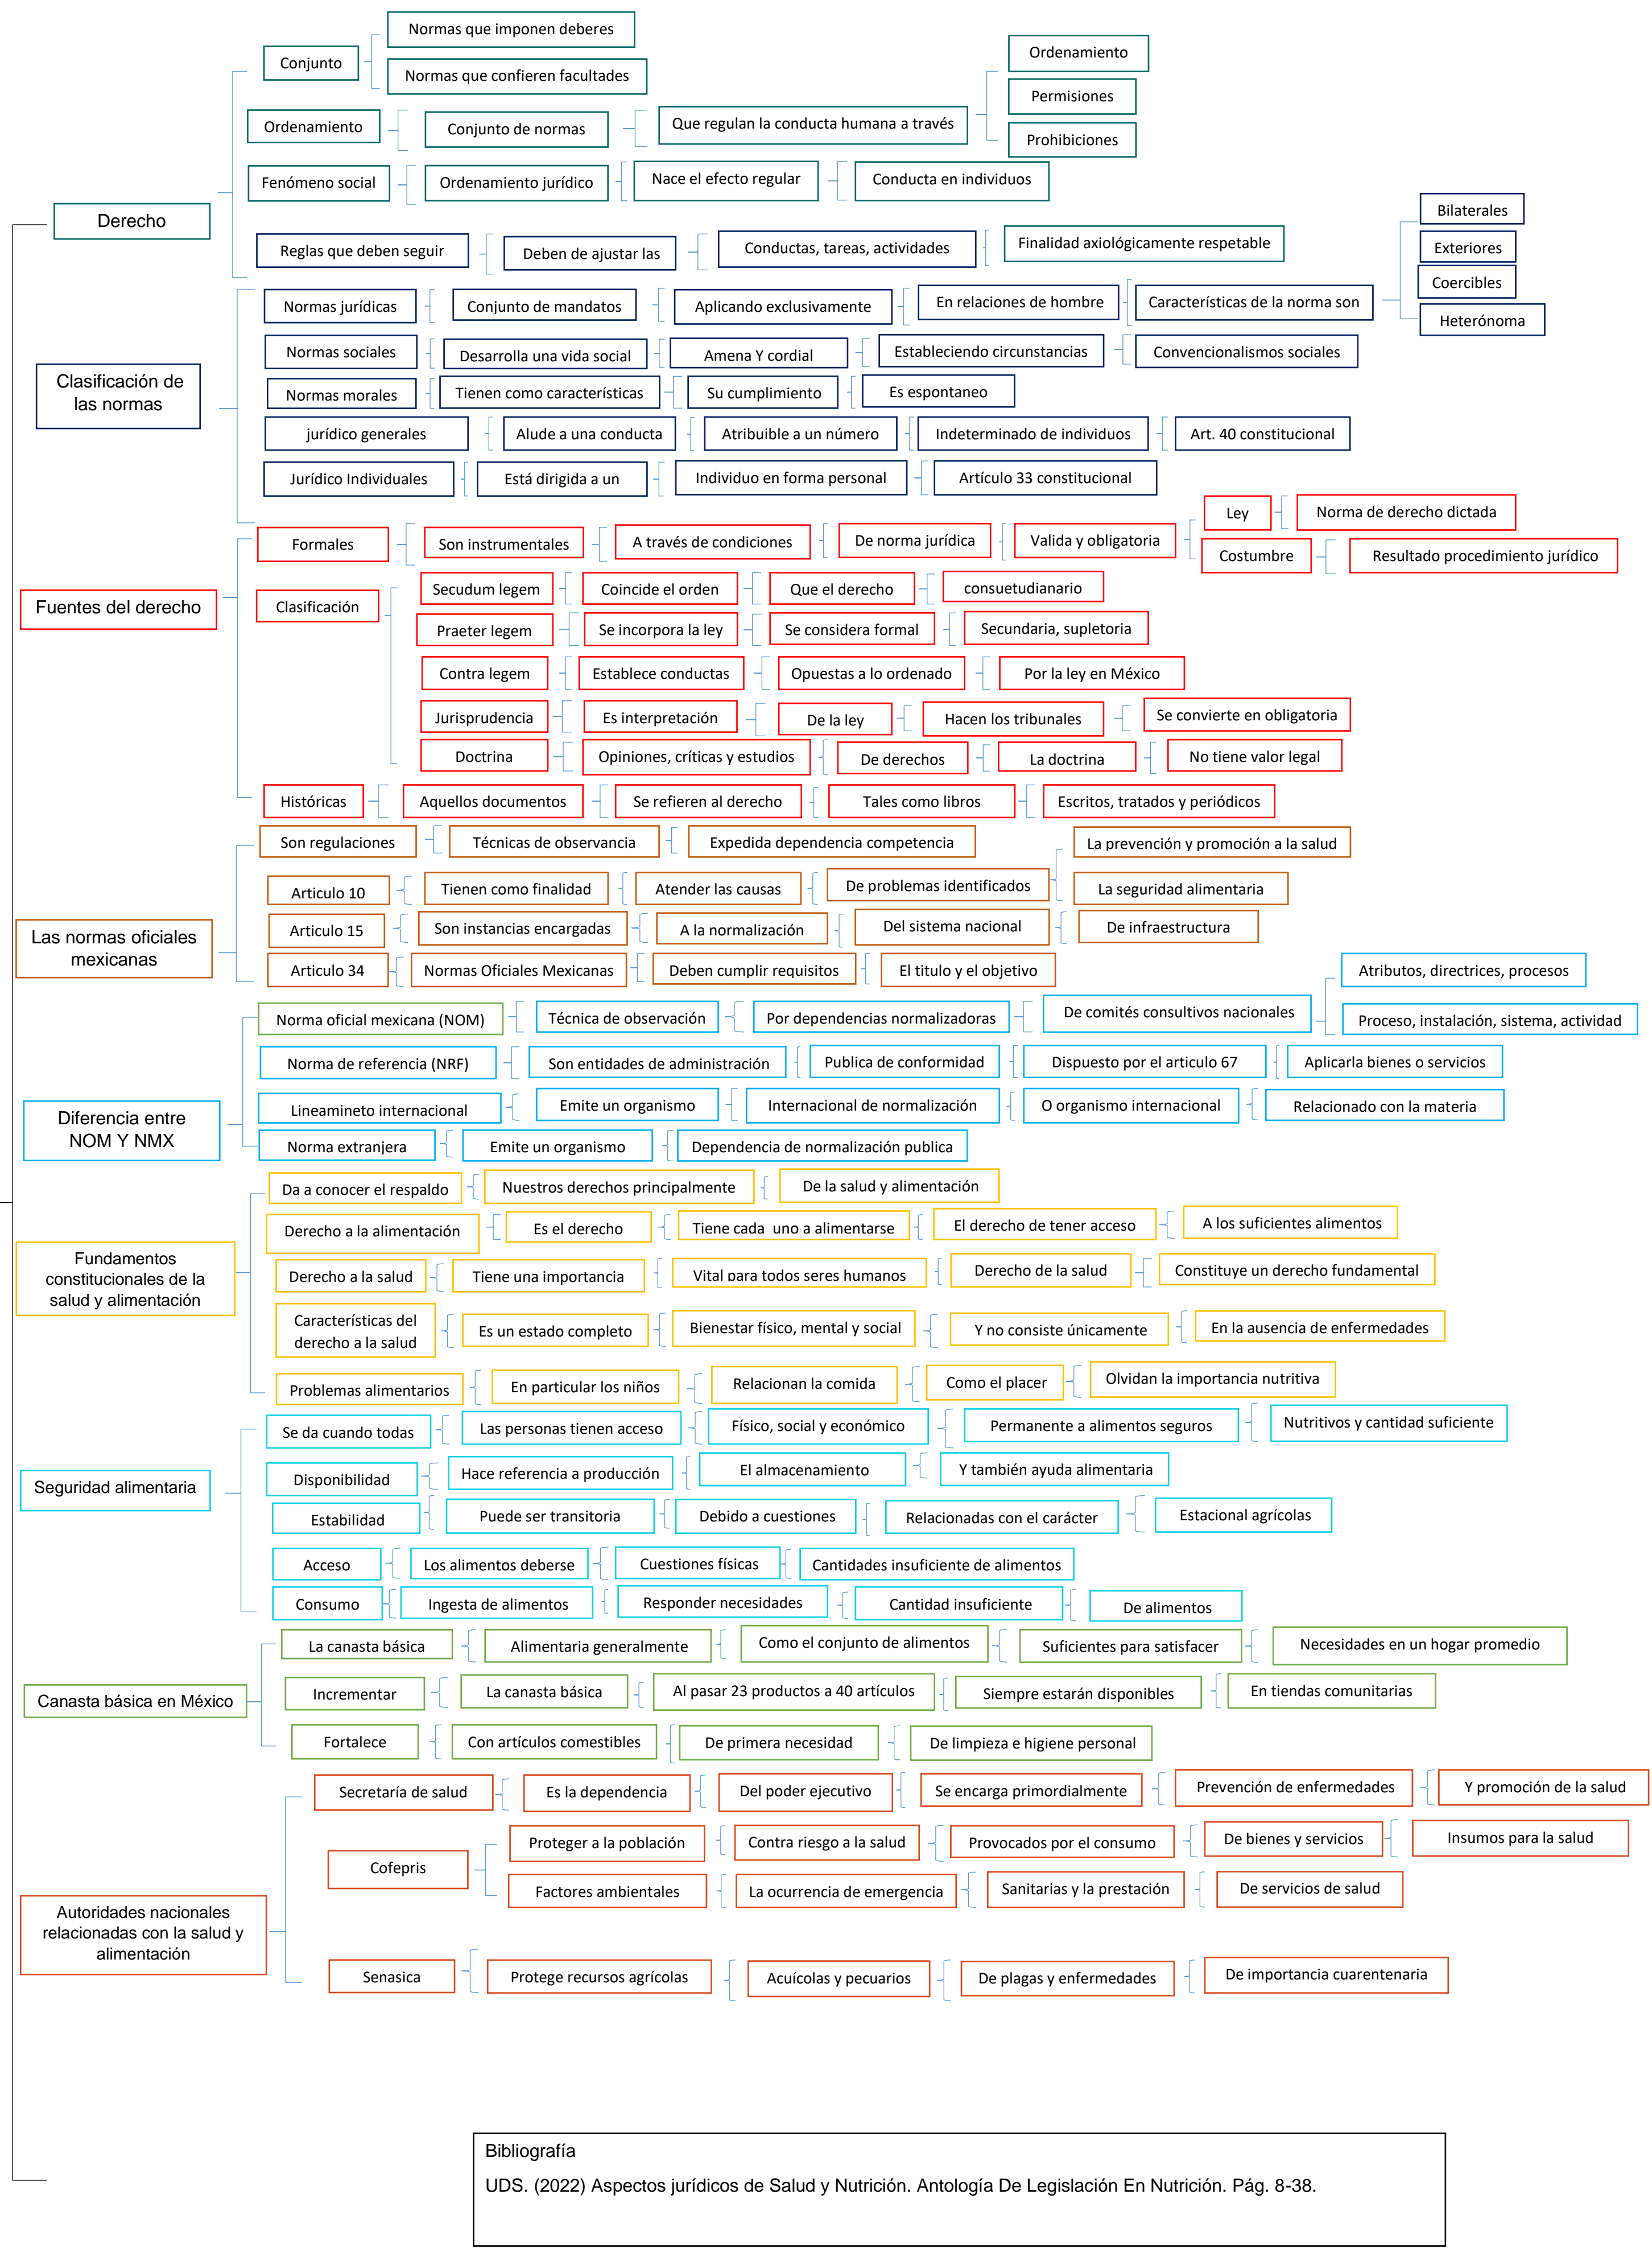 Derecho
Conjunto
Normas que imponen deberes
Normas que confieren facultades
Ordenamiento
Conjunto de normas
Que regulan la conducta humana a través
Ordenamiento
Permisiones
Prohibiciones
Fenómeno social
Ordenamiento jurídico
Nace el efecto regular
Conducta en individuos
Reglas que deben seguir
Deben de ajustar las
Conductas, tareas, actividades
Finalidad axiológicamente respetable
Clasificación de
las normas
Normas jurídicas
Conjunto de mandatos
Aplicando exclusivamente
En relaciones de hombre
Características de la norma son
Bilaterales
Exteriores
Coercibles
Heterónoma
Normas sociales
Desarrolla una vida social
Amena Y cordial
Estableciendo circunstancias
Convencionalismos sociales
Normas morales
Tienen como características
Su cumplimiento
Es espontaneo
jurídico generales
Alude a una conducta
Atribuible a un número
Indeterminado de individuos
Art. 40 constitucional
Jurídico Individuales
Está dirigida a un
Individuo en forma personal
Artículo 33 constitucional
Fuentes del derecho
Formales
Son instrumentales
A través de condiciones
De norma jurídica
Valida y obligatoria
Ley
Norma de derecho dictada
Costumbre
Resultado procedimiento jurídico
Clasificación
Secudum legem
Coincide el orden
Que el derecho
consuetudianario
Praeter legem
Se incorpora la ley
Se considera formal
Secundaria, supletoria
Contra legem
Establece conductas
Opuestas a lo ordenado
Por la ley en México
Jurisprudencia
Es interpretación
De la ley
Hacen los tribunales
Se convierte en obligatoria
Doctrina
Opiniones, críticas y estudios
De derechos
La doctrina
No tiene valor legal
Históricas
Aquellos documentos
Se refieren al derecho
Tales como libros
Escritos, tratados y periódicos
Las normas oficiales
mexicanas
Son regulaciones
Técnicas de observancia
Expedida dependencia competencia
Articulo 10
Tienen como finalidad
Atender las causas
De problemas identificados
La prevención y promoción a la salud
La seguridad alimentaria
Articulo 15
Son instancias encargadas
A la normalización
Del sistema nacional
De infraestructura
Articulo 34
Normas Oficiales Mexicanas
Deben cumplir requisitos
El titulo y el objetivo
Diferencia entre
NOM Y NMX
Norma oficial mexicana (NOM)
Técnica de observación
Por dependencias normalizadoras
De comités consultivos nacionales
Atributos, directrices, procesos
Proceso, instalación, sistema, actividad
Norma de referencia (NRF)
Son entidades de administración
Publica de conformidad
Dispuesto por el articulo 67
Aplicarla bienes o servicios
Lineamineto internacional
Emite un organismo
Internacional de normalización
O organismo internacional
Relacionado con la materia
Norma extranjera
Emite un organismo
Dependencia de normalización publica
Fundamentos
constitucionales de la
salud y alimentación
Da a conocer el respaldo
Nuestros derechos principalmente
De la salud y alimentación
Derecho a la alimentación
Es el derecho
Tiene cada uno a alimentarse
El derecho de tener acceso
A los suficientes alimentos
Derecho a la salud
Tiene una importancia
Vital para todos seres humanos
Derecho de la salud
Constituye un derecho fundamental
Características del
derecho a la salud
Es un estado completo
Bienestar físico, mental y social
Y no consiste únicamente
En la ausencia de enfermedades
Problemas alimentarios
En particular los niños
Relacionan la comida
Como el placer
Olvidan la importancia nutritiva
Seguridad alimentaria
Se da cuando todas
Las personas tienen acceso
Físico, social y económico
Permanente a alimentos seguros
Nutritivos y cantidad suficiente
Disponibilidad
Hace referencia a producción
El almacenamiento
Y también ayuda alimentaria
Estabilidad
Puede ser transitoria
Debido a cuestiones
Relacionadas con el carácter
Estacional agrícolas
Acceso
Los alimentos deberse
Cuestiones físicas
Cantidades insuficiente de alimentos
Consumo
Ingesta de alimentos
Responder necesidades
Cantidad insuficiente
De alimentos
Canasta básica en México
La canasta básica
Alimentaria generalmente
Como el conjunto de alimentos
Suficientes para satisfacer
Necesidades en un hogar promedio
Incrementar
La canasta básica
Al pasar 23 productos a 40 artículos
Siempre estarán disponibles
En tiendas comunitarias
Fortalece
Con artículos comestibles
De primera necesidad
De limpieza e higiene personal
Autoridades nacionales
relacionadas con la salud y
alimentación
Secretaría de salud
Es la dependencia
Del poder ejecutivo
Se encarga primordialmente
Prevención de enfermedades
Y promoción de la salud
Cofepris
Proteger a la población
Contra riesgo a la salud
Provocados por el consumo
De bienes y servicios
Insumos para la salud
Factores ambientales
La ocurrencia de emergencia
Sanitarias y la prestación
De servicios de salud
Senasica
Protege recursos agrícolas
Acuícolas y pecuarios
De plagas y enfermedades
De importancia cuarentenaria
Bibliografía
UDS. (2022) Aspectos jurídicos de Salud y Nutrición. Antología De Legislación En Nutrición. Pág. 8-38.